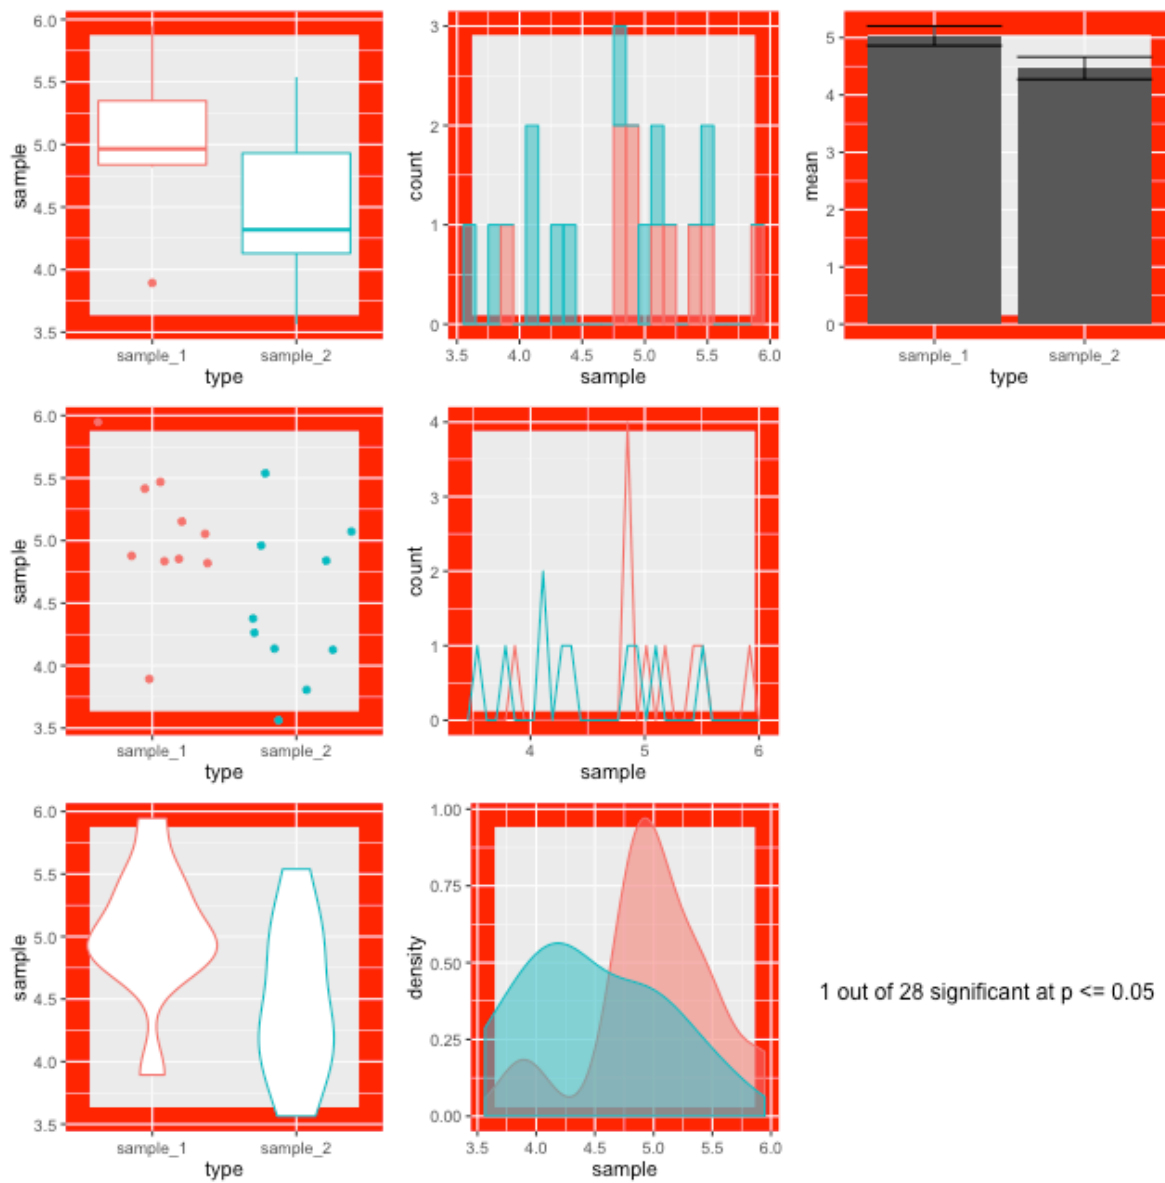 6.0
5.5
5.0
4.5
4.0
3.5
sample
sample_1 sample_2
type
3
2
1
0
count
3.5 4.0 4.5 5.0 5.5 6.0
sample
5
4
3
2
1
0
mean
sample_1 sample_2
type
6.0
5.5
5.0
4.5
4.0
3.5
sample
sample_1 sample_2
type
4
3
2
1
0
count
4 5 6
sample
6.0
5.5
5.0
4.5
4.0
3.5
sample
sample_1 sample_2
type
1.00
0.75
0.50
0.25
0.00
density
3.5 4.0 4.5 5.0 5.5 6.0
sample
1 out of 28 significant at p <= 0.05